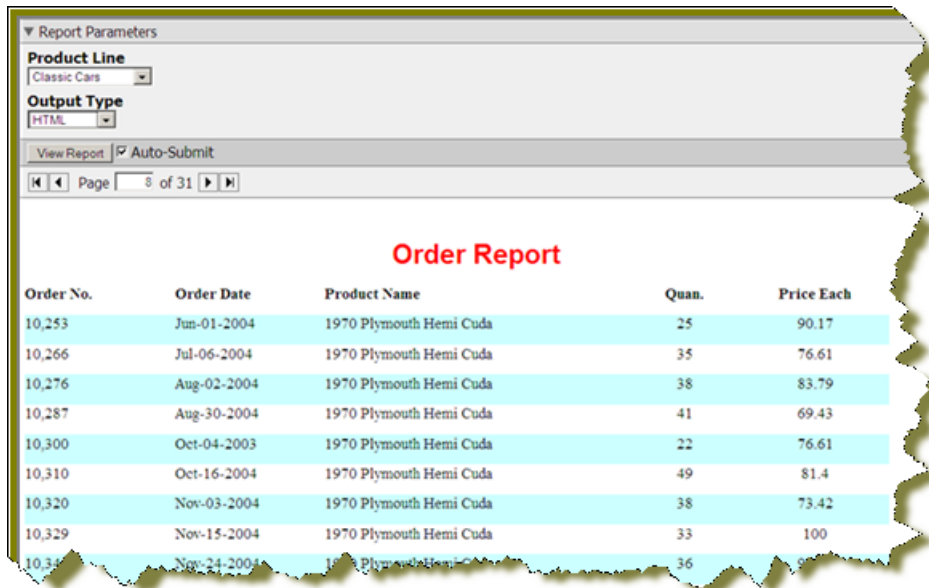 Report Parameters
Product Line
Classic Cars
Output Type
HTML
View Report Auto-Submit
Page 8 of 31
Order Report
Order No. Order Date Product Name Quan. Price Each
10,253 Jun-01-2004 1970 Plymouth Hemi Cuda 25 90.17
10,266 Jul-06-2004 1970 Plymouth Hemi Cuda 35 76.61
10,276 Aug-02-2004 1970 Plymouth Hemi Cuda 38 83.79
10,287 Aug-30-2004 1970 Plymouth Hemi Cuda 41 69.43
10,300 Oct-04-2003 1970 Plymouth Hemi Cuda 22 76.61
10,310 Oct-16-2004 1970 Plymouth Hemi Cuda 49 81.4
10,320 Nov-03-2004 1970 Plymouth Hemi Cuda 38 73.42
10,329 Nov-15-2004 1970 Plymouth Hemi Cuda 33 100
Nov-24-2004 Plymouth 36